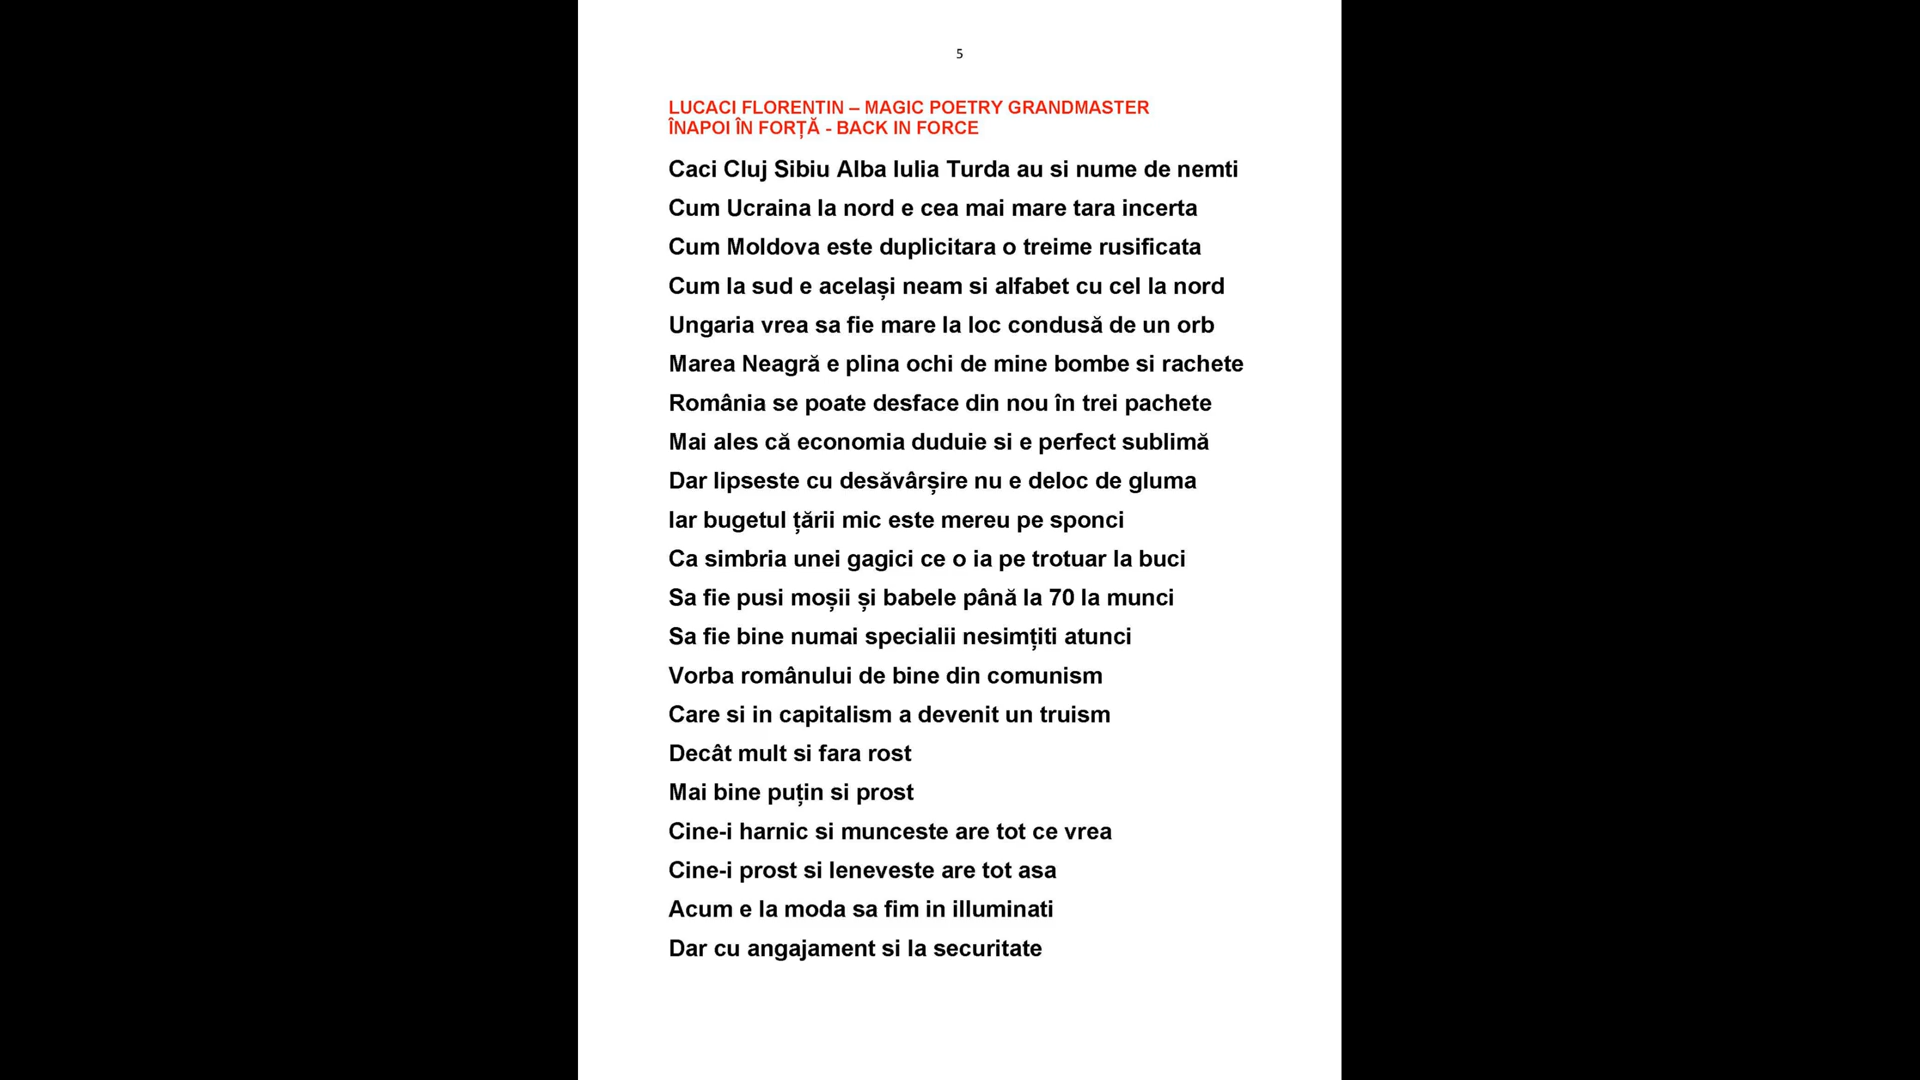 5
LUCACI FLORENTIN – MAGIC POETRY GRANDMASTER
ÎNAPOI ÎN FORȚĂ - BACK IN FORCE
Caci Cluj Sibiu Alba Iulia Turda au si nume de nemti
Cum Ucraina la nord e cea mai mare tara incerta
Cum Moldova este duplicitara o treime rusificata
Cum la sud e același neam si alfabet cu cel la nord
Ungaria vrea sa fie mare la loc condusă de un orb
Marea Neagră e plina ochi de mine bombe si rachete
România se poate desface din nou în trei pachete
Mai ales că economia duduie si e perfect sublimă
Dar lipseste cu desăvârșire nu e deloc de gluma
Iar bugetul țării mic este mereu pe sponci
Ca simbria unei gagici ce o ia pe trotuar la buci
Sa fie pusi moșii și babele până la 70 la munci
Sa fie bine numai specialii nesimțiti atunci
Vorba românului de bine din comunism
Care si in capitalism a devenit un truism
Decât mult si fara rost
Mai bine puțin si prost
Cine-i harnic si munceste are tot ce vrea
Cine-i prost si leneveste are tot asa
Acum e la moda sa fim in illuminati
Dar cu angajament si la securitate